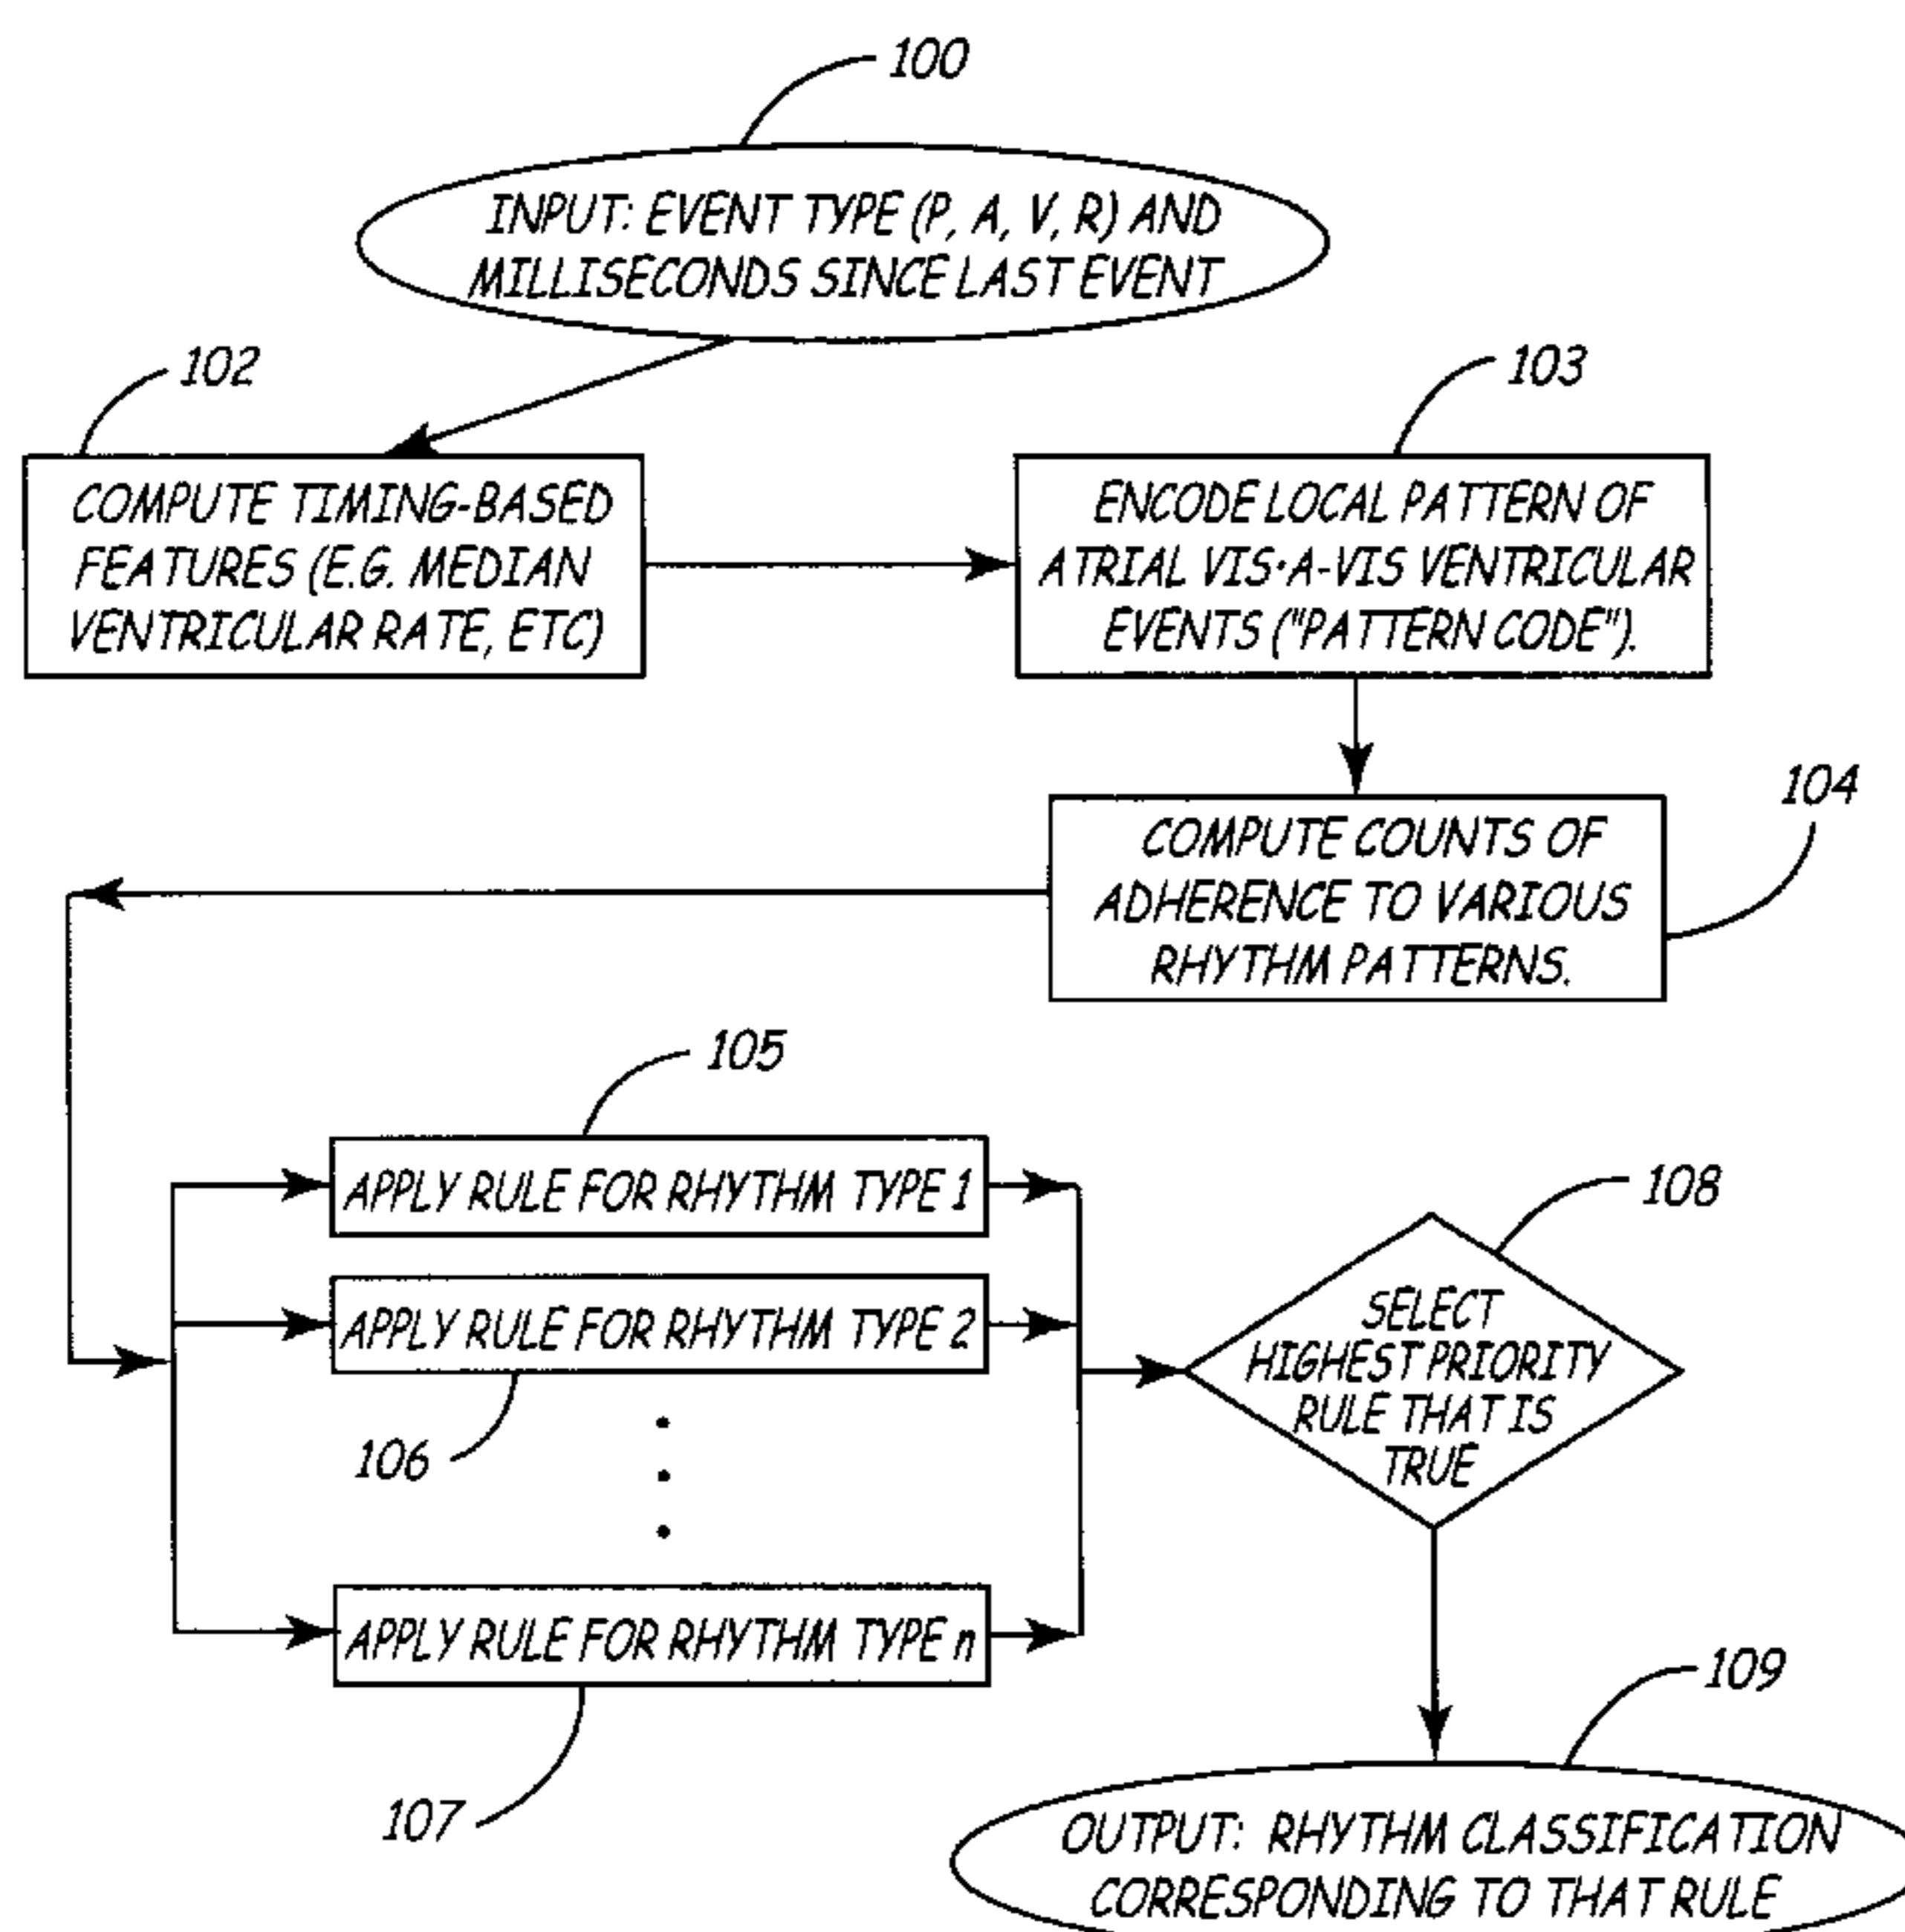 100
INPUT: EVENT TYPE (P, A, V, R) AND
MILLISECONDS SINCE LAST EVENT
102
103
COMPUTE TIMING-BASED
FEATURES (E.G. MEDIAN
VENTRICULAR RATE, ETC)
ENCODE LOCAL PATTERN OF
ATRIAL VIS•A-VIS VENTRICULAR
EVENTS ("PATTERN CODE").
104
COMPUTE COUNTS OF
ADHERENCE TO VARIOUS
RHYTHM PATTERNS.
105
APPLY RULE FOR RHYTHM TYPE 1
108
APPLY RULE FOR RHYTHM TYPE 2
106
SELECT
HIGHEST PRIORITY
RULE THAT IS
TRUE
APPLY RULE FOR RHYTHM TYPE n
107
109
OUTPUT: RHYTHM CLASSIFICATION
CORRESPONDING TO THAT RULE